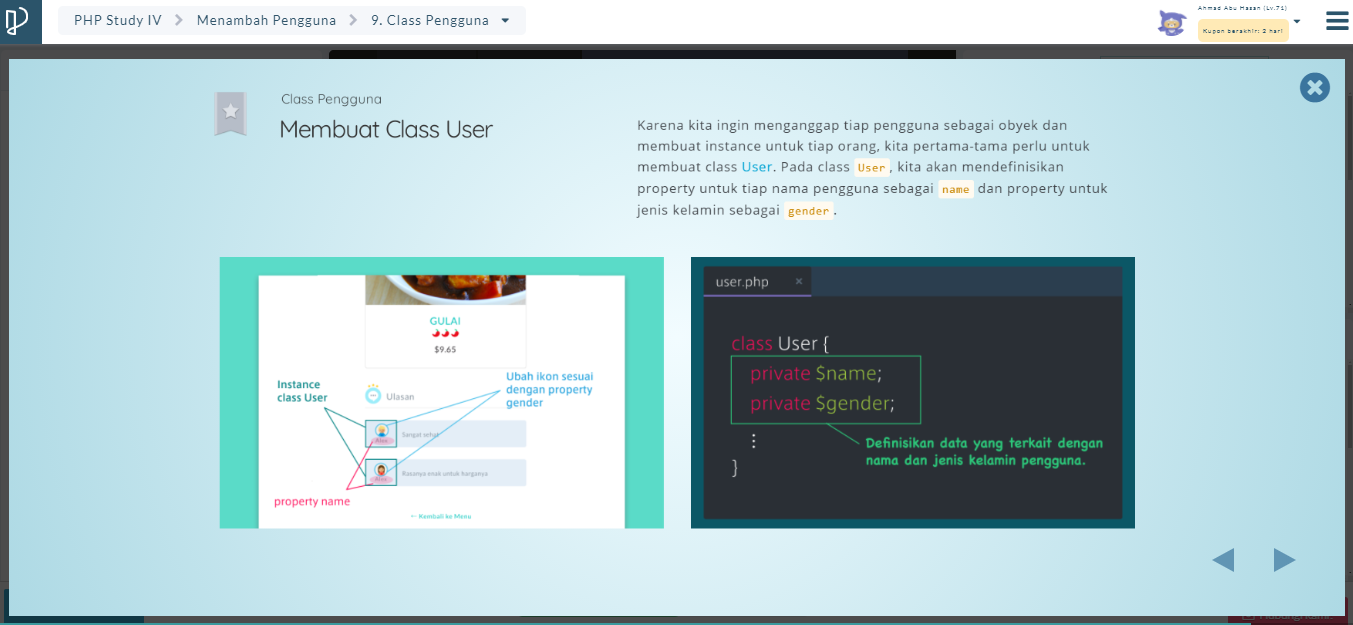 PHP Study IV
Menambah Pengguna
9. Class Pengguna
Ahmad Abu Hasan (Lv.71)
Kupon berakhir: 2 hari
Class Pengguna
Membuat Class User
Karena kita ingin menganggap tiap pengguna sebagai obyek dan
membuat instance untuk tiap orang, kita pertama-tama perlu untuk
membuat class User. Pada class User, kita akan mendefinisikan
property untuk tiap nama pengguna sebagai name dan property untuk
jenis kelamin sebagai gender.
GULAI
$9.65
Instance
class User
Ubah ikon sesuai
dengan property
gender
Ulasan
Sangat sehat
Rasanya enak untuk harganya
property name
← Kembali ke Menu
user.php ×
class User {
private $name;
private $gender;
⋮
}
Definisikan data yang terkait dengan
nama dan jenis kelamin pengguna.